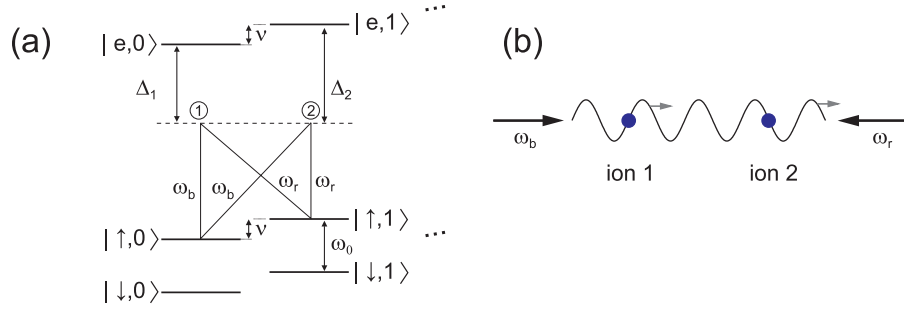 (a)
| e,0⟩
ν
| e,1⟩
...
Δ1
Δ2
1
2
ωb
ωb
ωr
ωr
| ↑,0⟩
ν
| ↑,1⟩
...
ω0
| ↓,1⟩
| ↓,0⟩
(b)
ωb
ωr
ion 1
ion 2